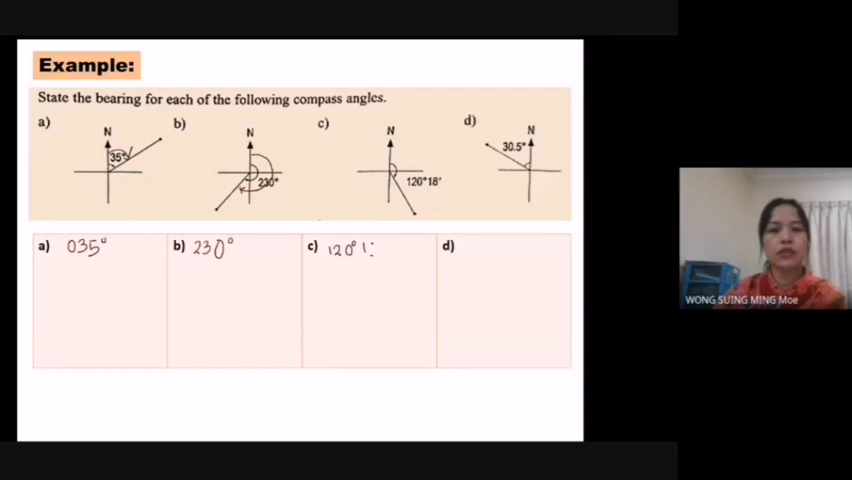 Example:
State the bearing for each of the following compass angles.
a) b) c) d)
N N N N
35° 230° 120°18' 30.5°
a) 035° b) 230° c) 120° 1 d)
WONG SUING MING Moe